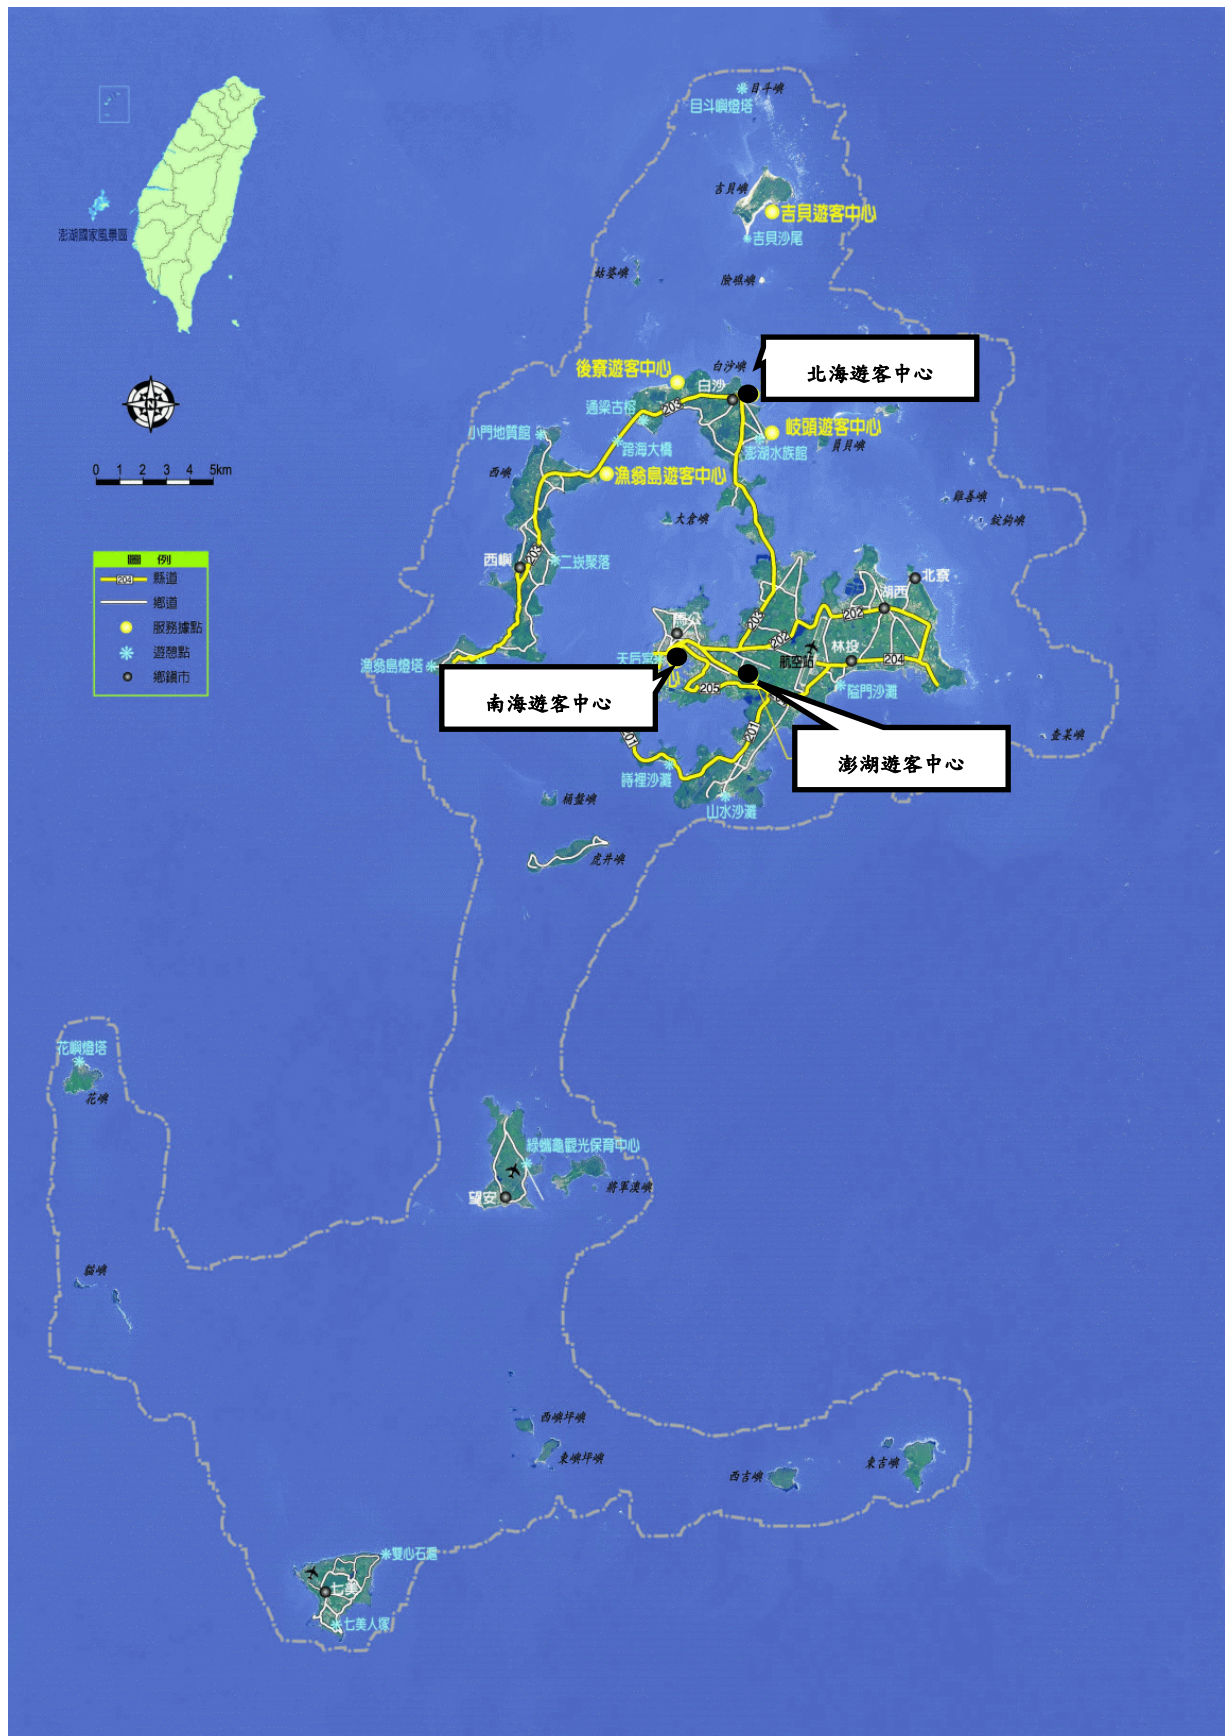 目斗嶼
目斗嶼燈塔
吉貝嶼
吉貝遊客中心
吉貝沙尾
澎湖國家風景區
姑婆嶼
險礁嶼
白沙嶼
北海遊客中心
後寮遊客中心
白沙
通梁古榕
203
岐頭遊客中心
小門地質館
跨海大橋
澎湖水族館
員貝嶼
西嶼
漁翁島遊客中心
N
0 1 2 3 4 5km
雞善嶼
大倉嶼
錠鉤嶼
圖 例
204 縣道
鄉道
服務據點
遊憩點
鄉鎮市
西嶼
203
二崁聚落
北寮
湖西
馬公
203
202
202
林投
航空站
204
天后宮
漁翁島燈塔
205
隘門沙灘
南海遊客中心
201
201
查某嶼
澎湖遊客中心
嵵裡沙灘
桶盤嶼
山水沙灘
虎井嶼
花嶼燈塔
花嶼
綠蠵龜觀光保育中心
將軍澳嶼
望安
貓嶼
西嶼坪嶼
東嶼坪嶼
西吉嶼
東吉嶼
雙心石滬
七美
七美人塚